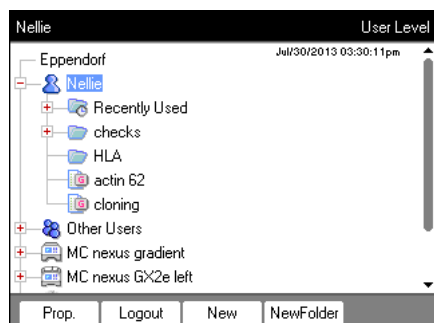 Nellie User Level
Jul/30/2013 03:30:11pm
Eppendorf
Nellie
Recently Used
checks
HLA
actin 62
cloning
Other Users
MC nexus gradient
MC nexus GX2e left
Prop. Logout New NewFolder